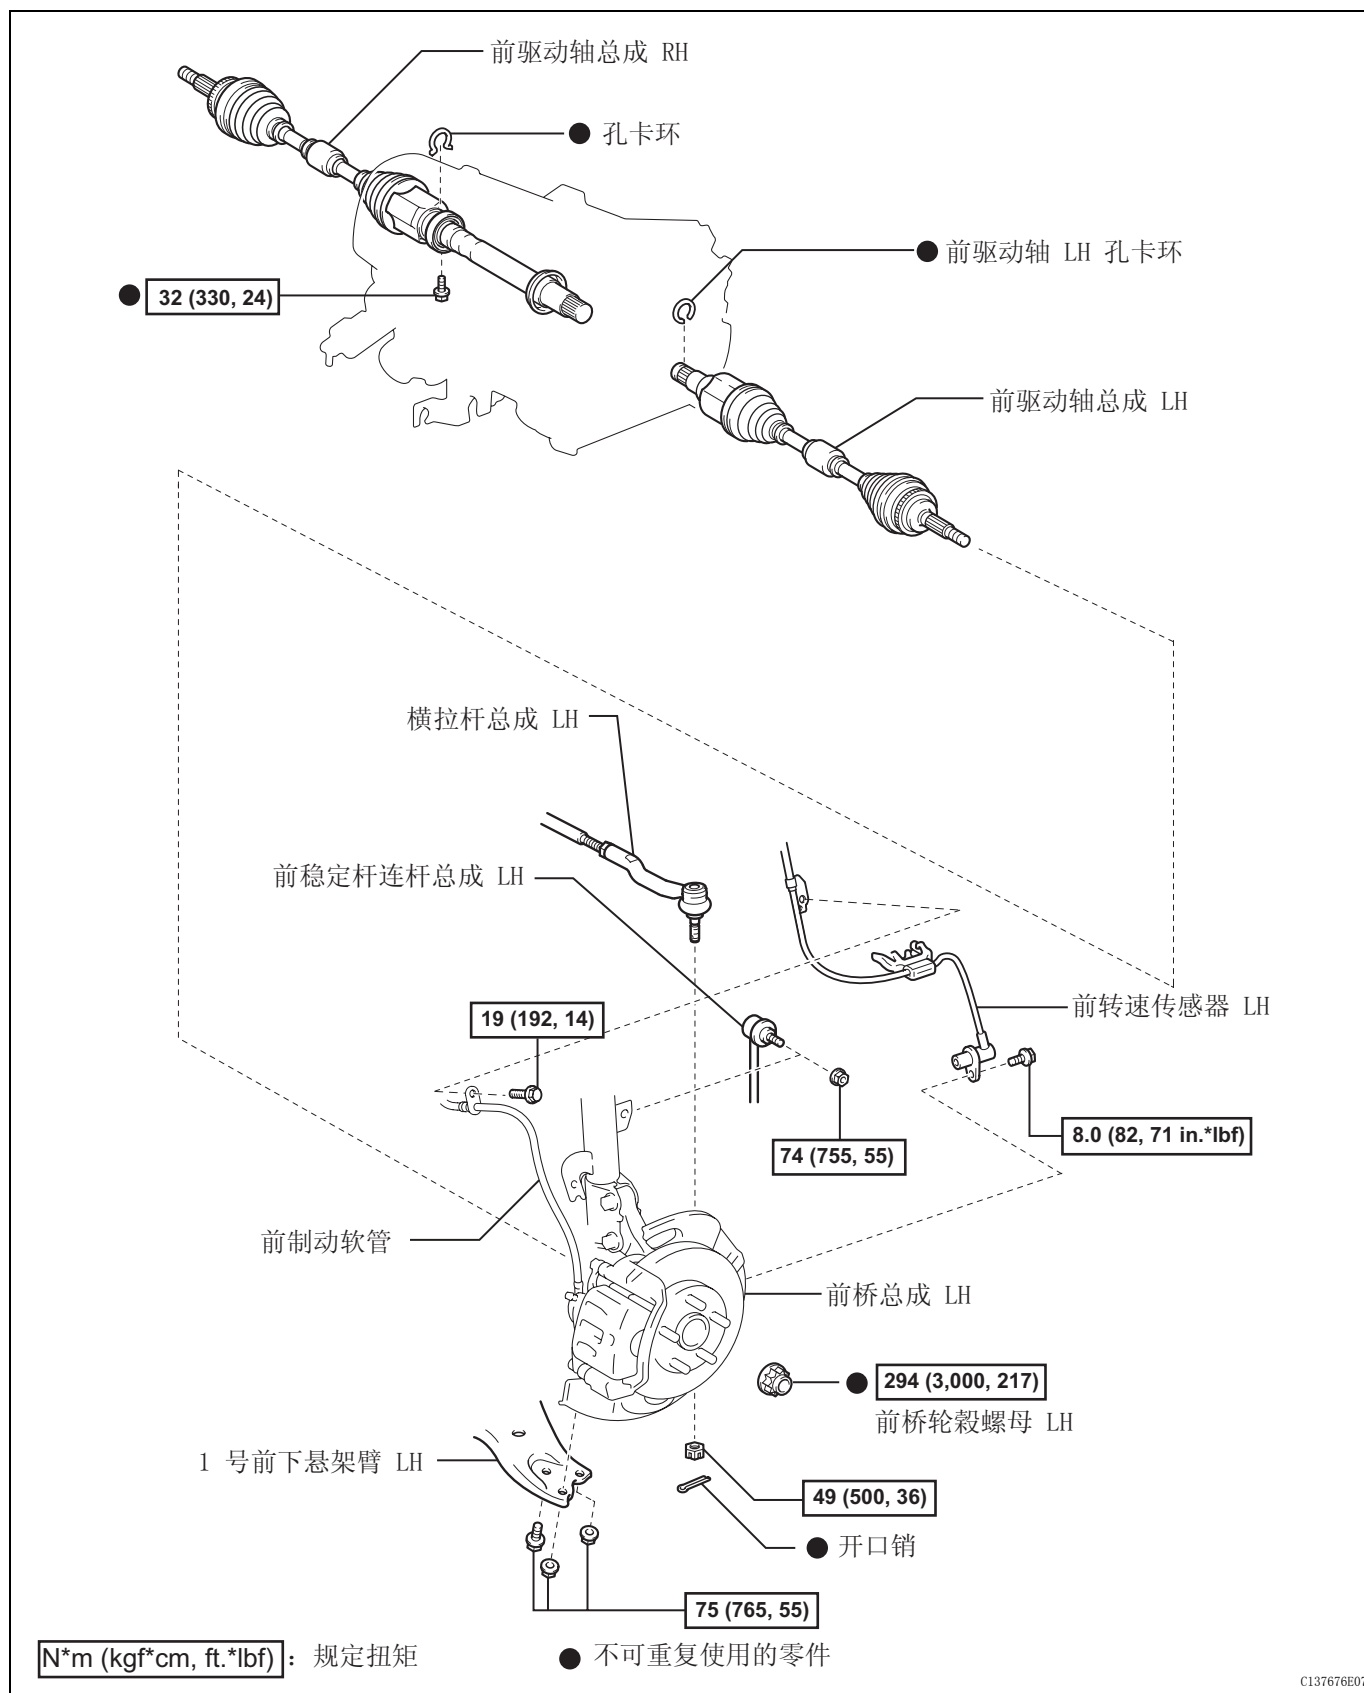 前驱动轴总成 RH
● 孔卡环
● 前驱动轴 LH 孔卡环
● 32 (330, 24)
前驱动轴总成 LH
横拉杆总成 LH
前稳定杆连杆总成 LH
前转速传感器 LH
19 (192, 14)
8.0 (82, 71 in.*lbf)
74 (755, 55)
前制动软管
前桥总成 LH
● 294 (3,000, 217)
前桥轮毂螺母 LH
1 号前下悬架臂 LH
49 (500, 36)
● 开口销
75 (765, 55)
N*m (kgf*cm, ft.*lbf) : 规定扭矩
● 不可重复使用的零件
C137676E07